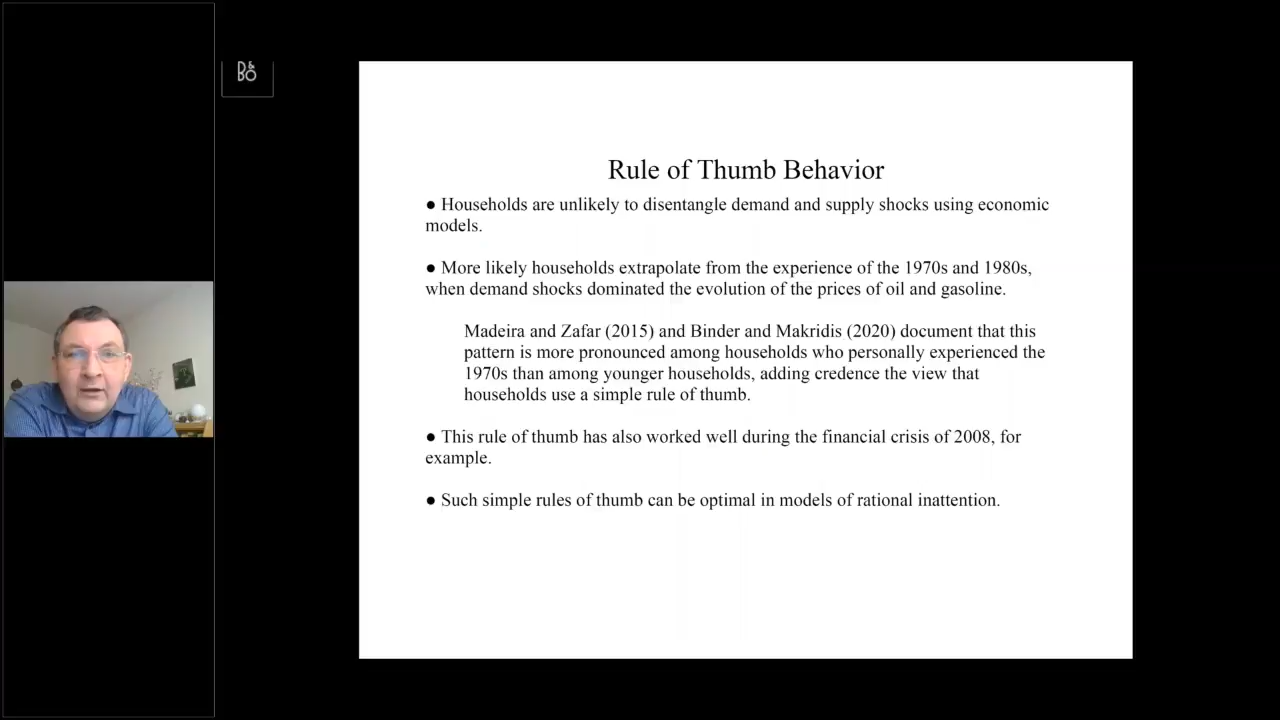 D&
BO
Rule of Thumb Behavior
● Households are unlikely to disentangle demand and supply shocks using economic
models.
● More likely households extrapolate from the experience of the 1970s and 1980s,
when demand shocks dominated the evolution of the prices of oil and gasoline.
Madeira and Zafar (2015) and Binder and Makridis (2020) document that this
pattern is more pronounced among households who personally experienced the
1970s than among younger households, adding credence the view that
households use a simple rule of thumb.
● This rule of thumb has also worked well during the financial crisis of 2008, for
example.
● Such simple rules of thumb can be optimal in models of rational inattention.